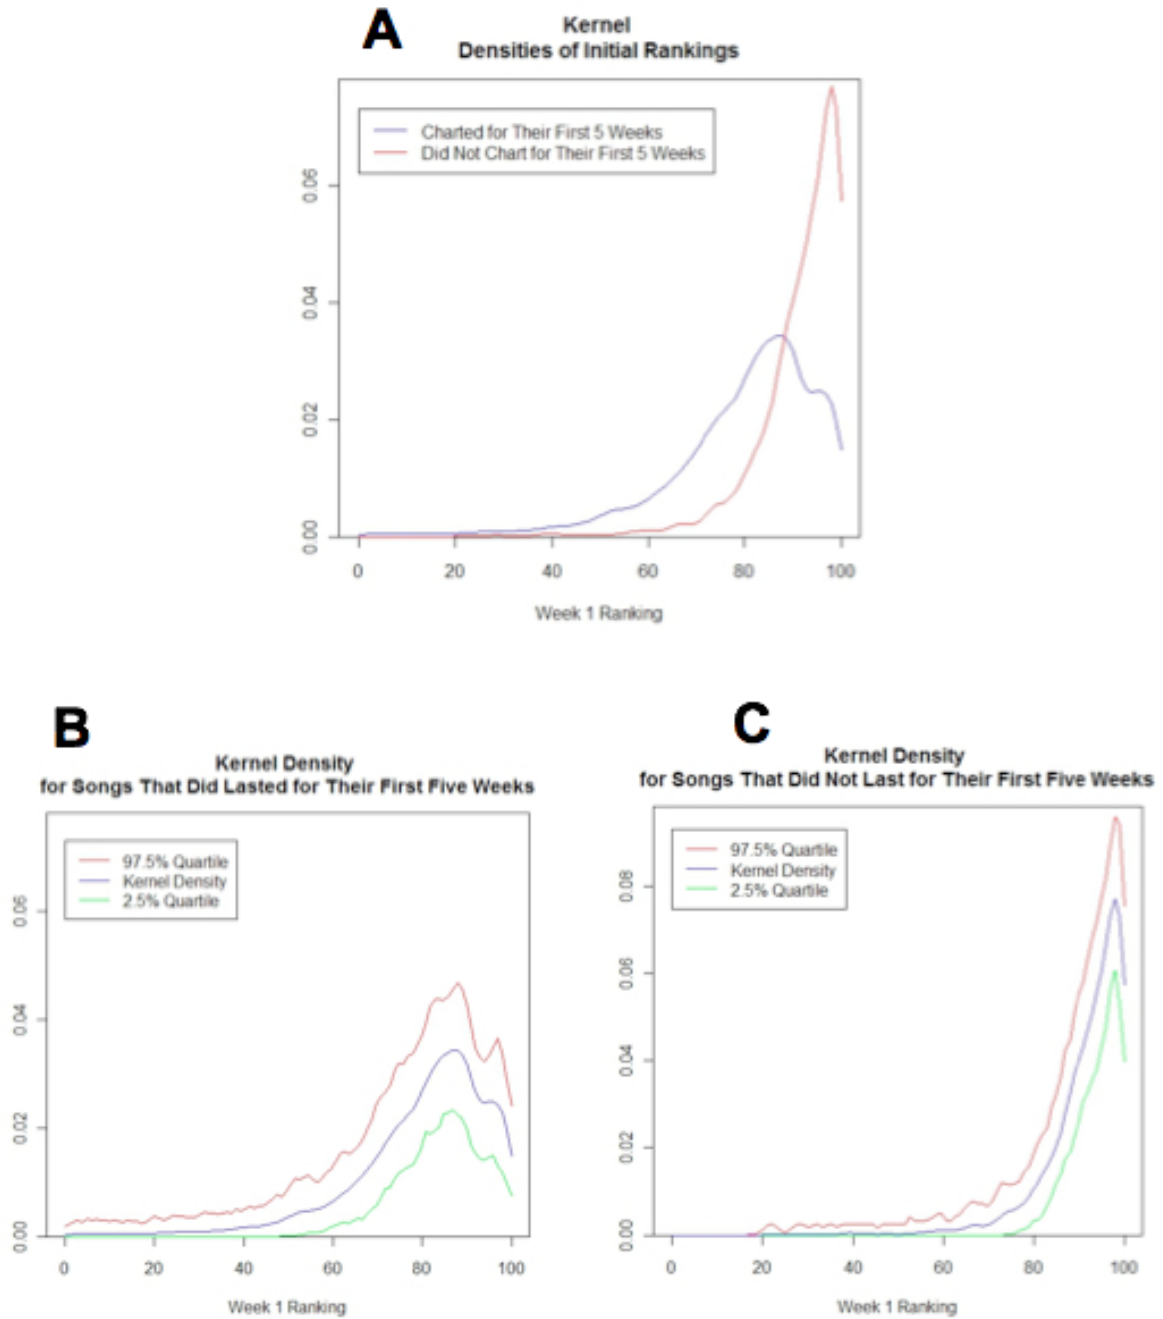 A
Kernel
Densities of Initial Rankings
Charted for Their First 5 Weeks
Did Not Chart for Their First 5 Weeks
0.06
0.04
0.02
0.00
0 20 40 60 80 100
Week 1 Ranking
B
Kernel Density
for Songs That Did Lasted for Their First Five Weeks
97.5% Quartile
Kernel Density
2.5% Quartile
0.06
0.04
0.02
0.00
0 20 40 60 80 100
Week 1 Ranking
C
Kernel Density
for Songs That Did Not Last for Their First Five Weeks
97.5% Quartile
Kernel Density
2.5% Quartile
0.08
0.06
0.04
0.02
0.00
0 20 40 60 80 100
Week 1 Ranking